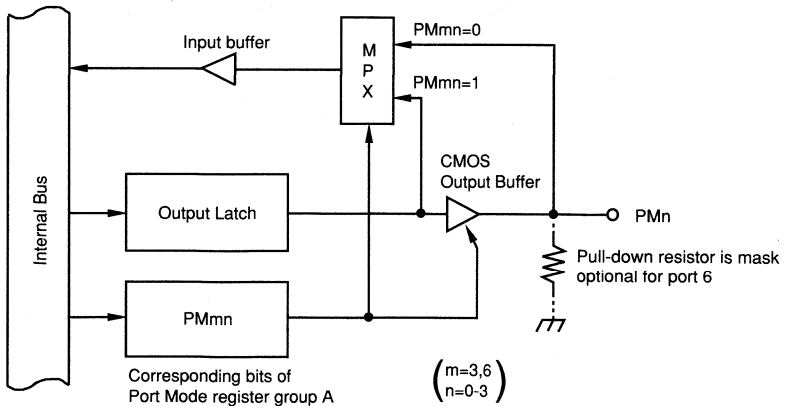 Input buffer
M
P
X
PMmn=0
PMmn=1
CMOS
Output Buffer
Internal Bus
Output Latch
PMn
Pull-down resistor is mask
optional for port 6
PMmn
Corresponding bits of
Port Mode register group A
m=3,6
n=0-3